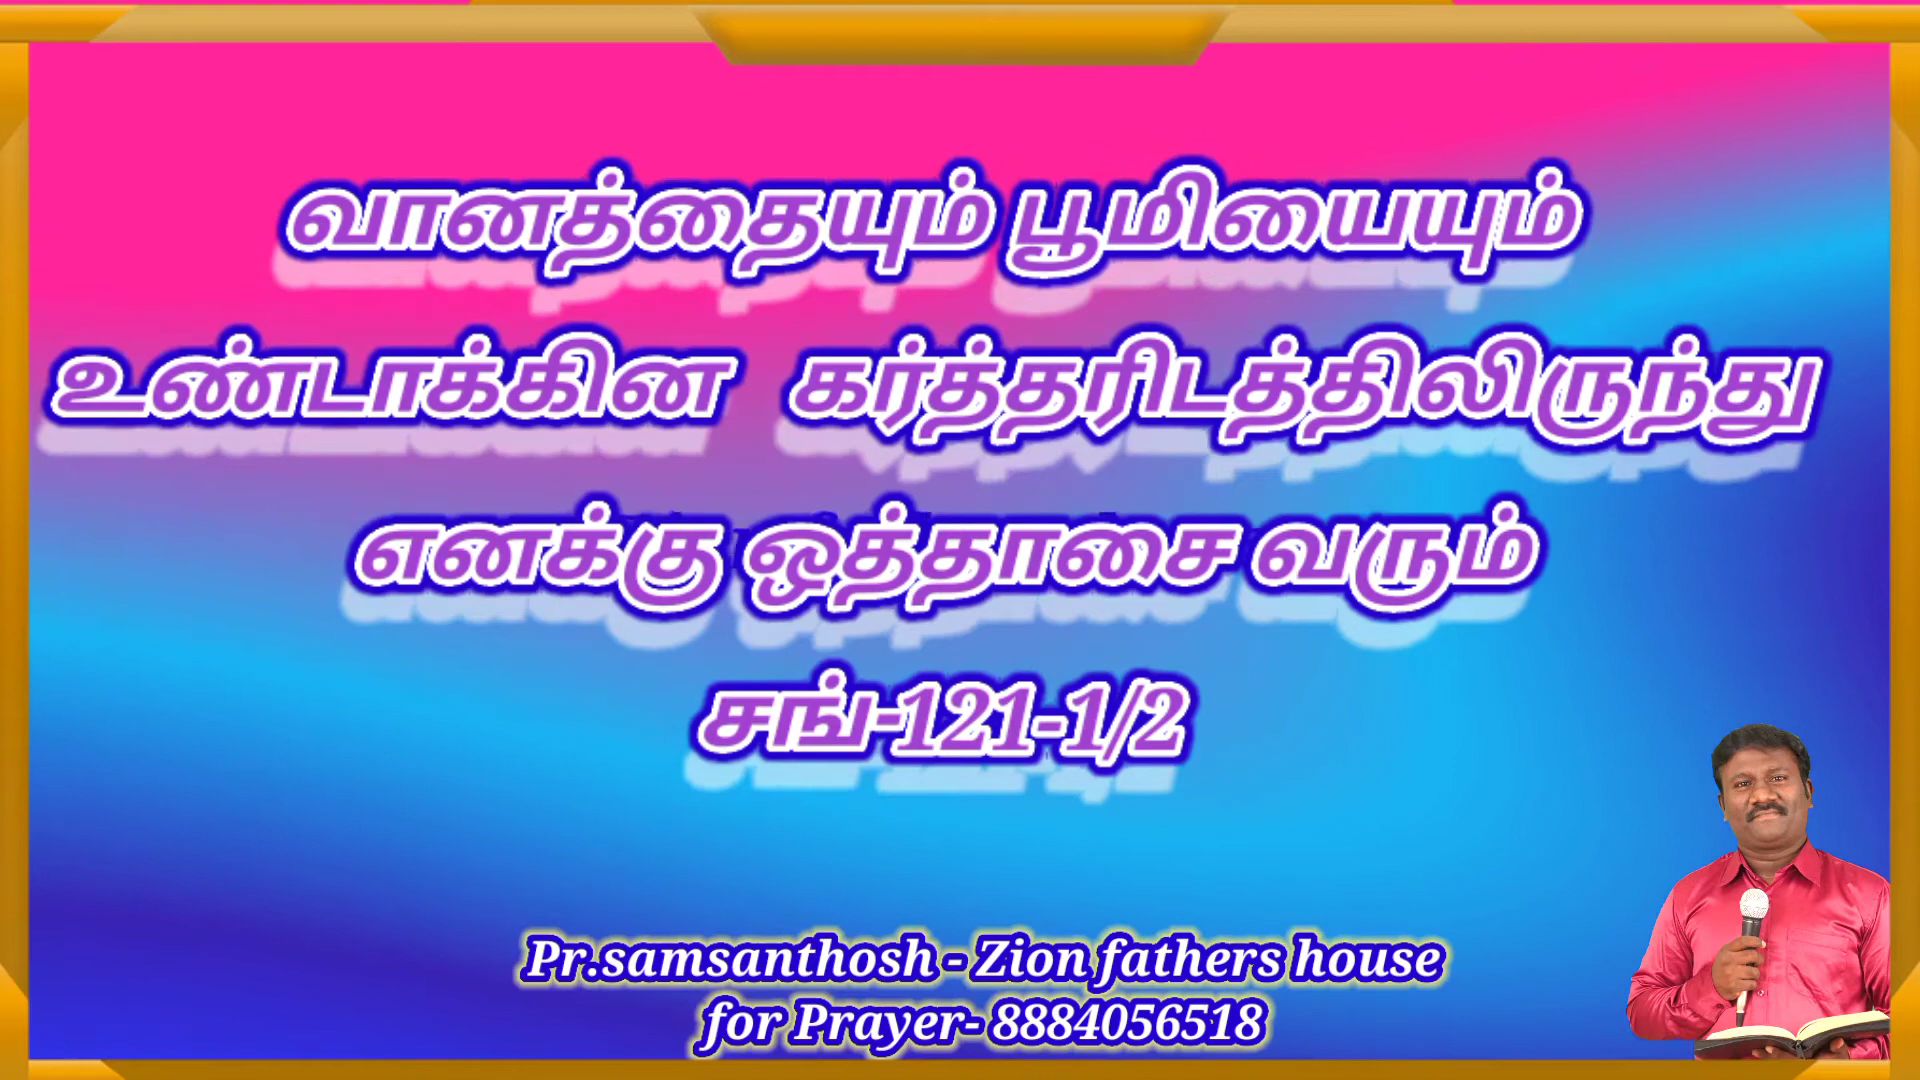 வானத்தையும் பூமியையும்
உண்டாக்கின கர்த்தரிடத்திலிருந்து
எனக்கு ஒத்தாசை வரும்
சங்-121-1/2
Pr.samsanthosh - Zion fathers house
for Prayer- 8884056518